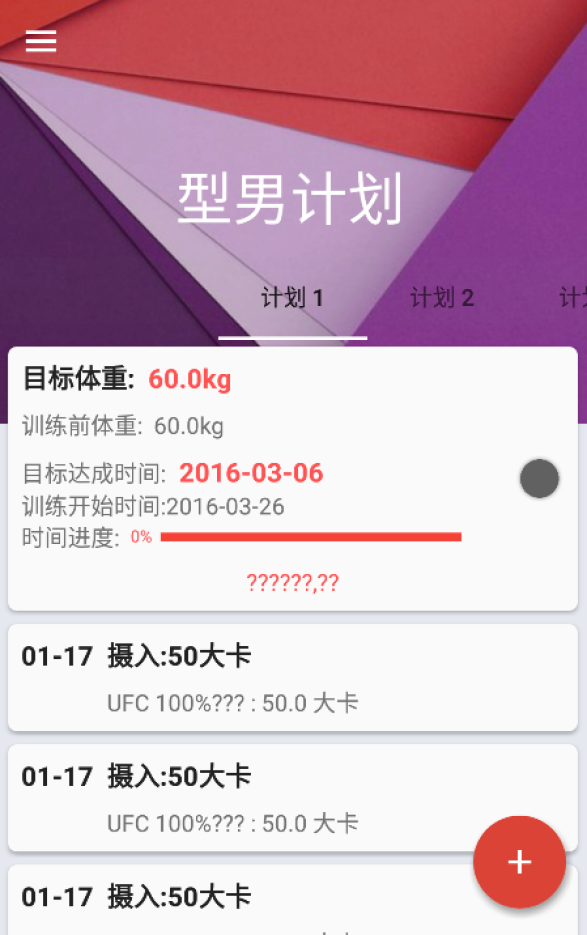 型男计划
计划 1 计划 2 计
目标体重: 60.0kg
训练前体重: 60.0kg
目标达成时间: 2016-03-06
训练开始时间:2016-03-26
时间进度: 0%
??????,??
01-17 摄入:50大卡
UFC 100%??? : 50.0 大卡
01-17 摄入:50大卡
UFC 100%??? : 50.0 大卡
01-17 摄入:50大卡